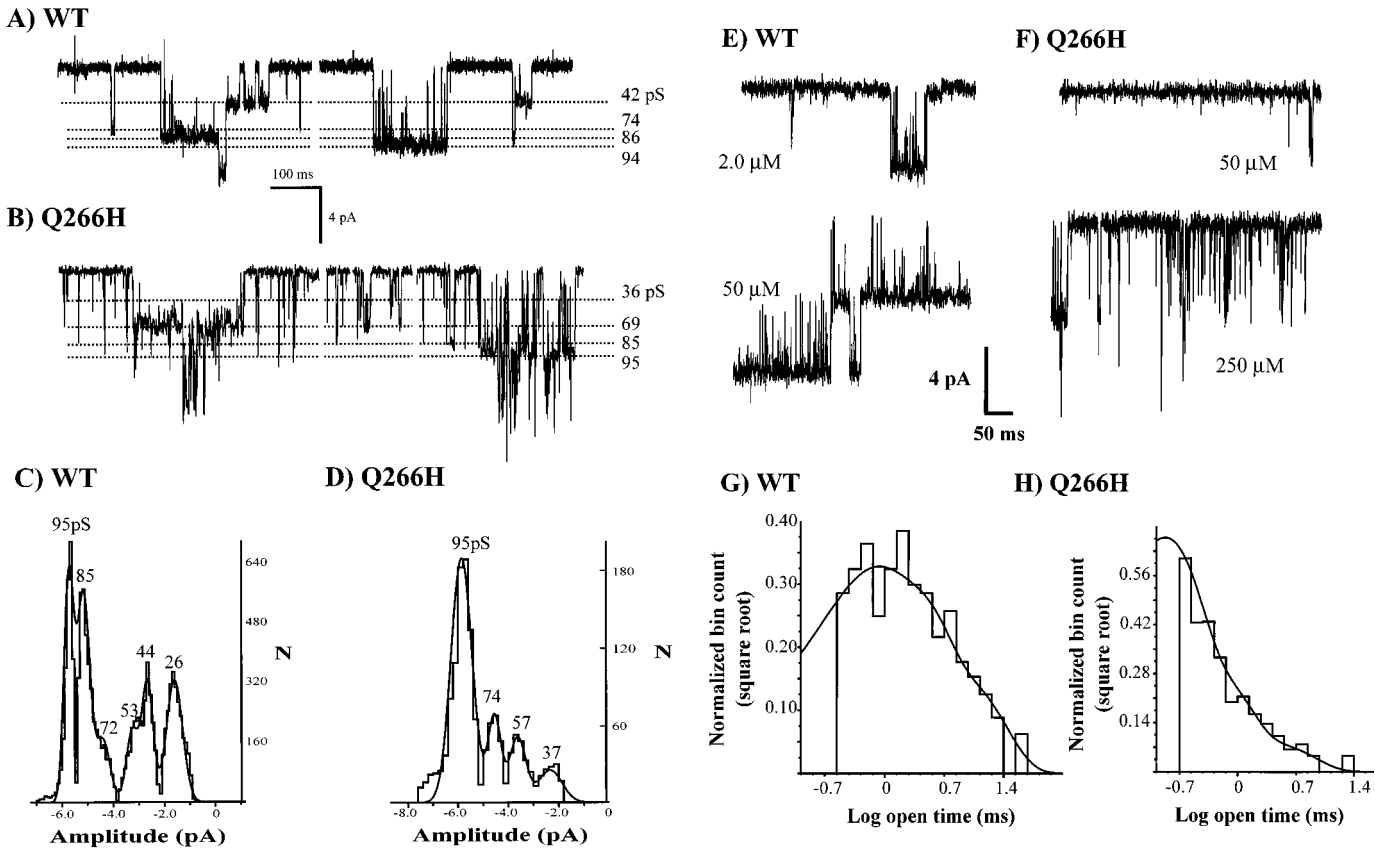 A) WT
42 pS
74
86
94
100 ms
4 pA
B) Q266H
36 pS
69
85
95
C) WT
95pS
85
72
53
44
26
640
480
320
160
N
-6.0
-4.0
-2.0
0
Amplitude (pA)
D) Q266H
95pS
74
57
37
180
120
60
N
-8.0
-6.0
-4.0
-2.0
0
Amplitude (pA)
E) WT
2.0 µM
50 µM
F) Q266H
50 µM
250 µM
4 pA
50 ms
G) WT
Normalized bin count
(square root)
0.40
0.30
0.20
0.10
-0.7
0
0.7
1.4
Log open time (ms)
H) Q266H
Normalized bin count
(square root)
0.56
0.42
0.28
0.14
-0.7
0
0.7
1.4
Log open time (ms)